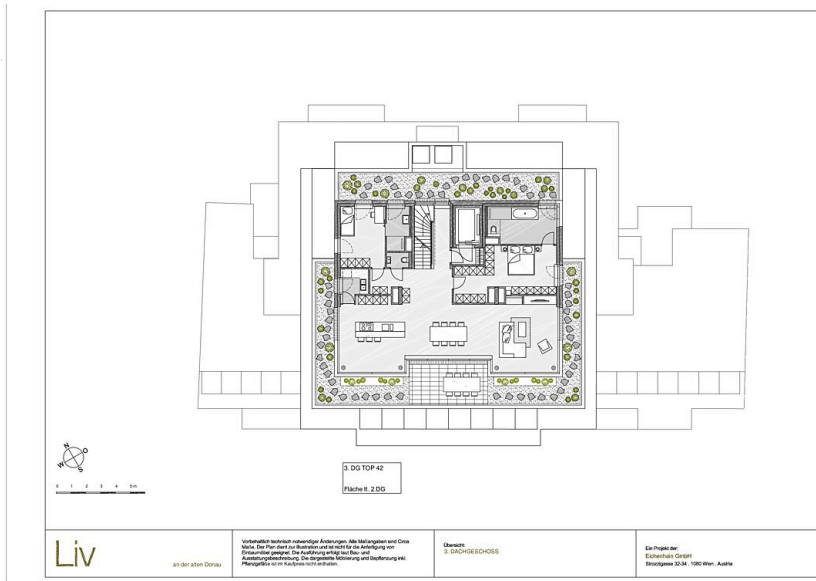 3. DG TOP 42
Fläche lt. 2.DG
N
O
S
W
0 1 2 3 4 5 m
Liv
an der alten Donau
Vorbehaltlich technisch notwendiger Änderungen. Alle Maßangaben sind Circa
Maße. Der Plan dient zur Illustration und ist nicht für die Anfertigung von
Einbaumöbel geeignet. Die Ausführung erfolgt laut Bau- und
Ausstattungsbeschreibung. Die dargestellte Möblierung und Bepflanzung inkl.
Pflanzgefäße ist im Kaufpreis nicht enthalten.
Übersicht
3. DACHGESCHOSS
Ein Projekt der:
Eichenhain GmbH
Strozzigasse 32-34 . 1080 Wien . Austria